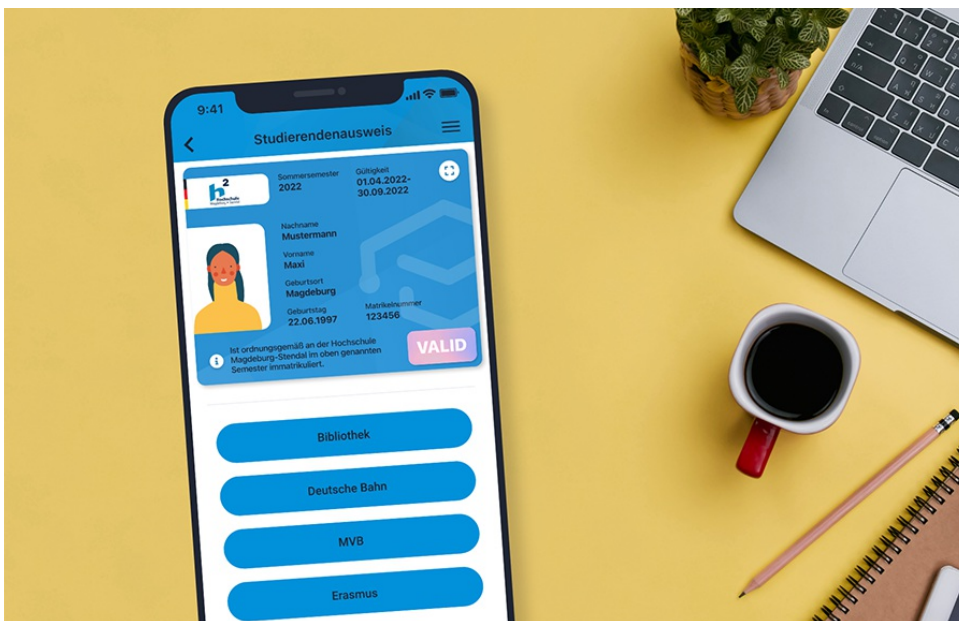 9:41
Studierendenausweis
h2
hochschule
Sommersemester
2022
Gültigkeit
01.04.2022-
30.09.2022
Nachname
Mustermann
Vorname
Maxi
Geburtsort
Magdeburg
Geburtstag
22.06.1997
Matrikelnummer
123456
Ist ordnungsgemäß an der Hochschule
Magdeburg-Stendal im oben genannten
Semester immatrikuliert.
VALID
Bibliothek
Deutsche Bahn
MVB
Erasmus